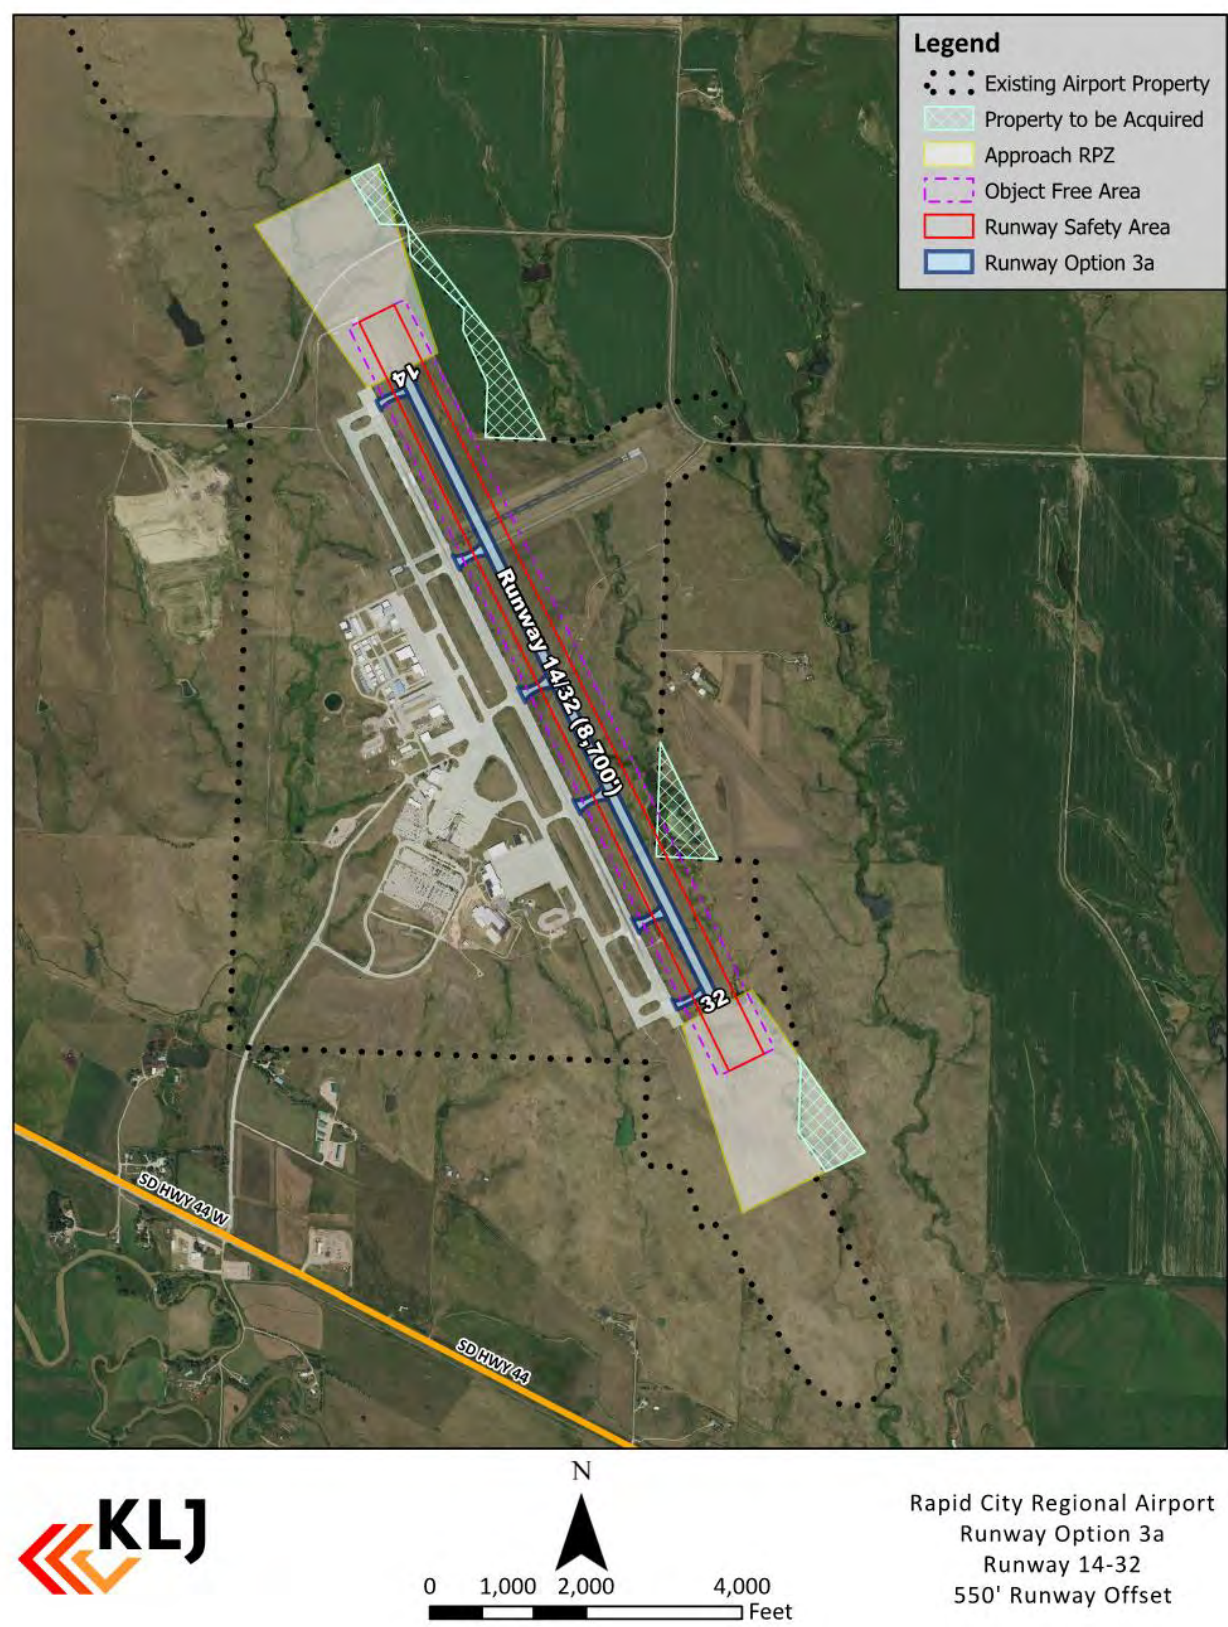 Legend
Existing Airport Property
Property to be Acquired
Approach RPZ
Object Free Area
Runway Safety Area
Runway Option 3a
14
Runway 14/32 (8,700')
32
SD HWY 44 W
SD HWY 44
KLJ
N
0 1,000 2,000 4,000
Feet
Rapid City Regional Airport
Runway Option 3a
Runway 14-32
550' Runway Offset